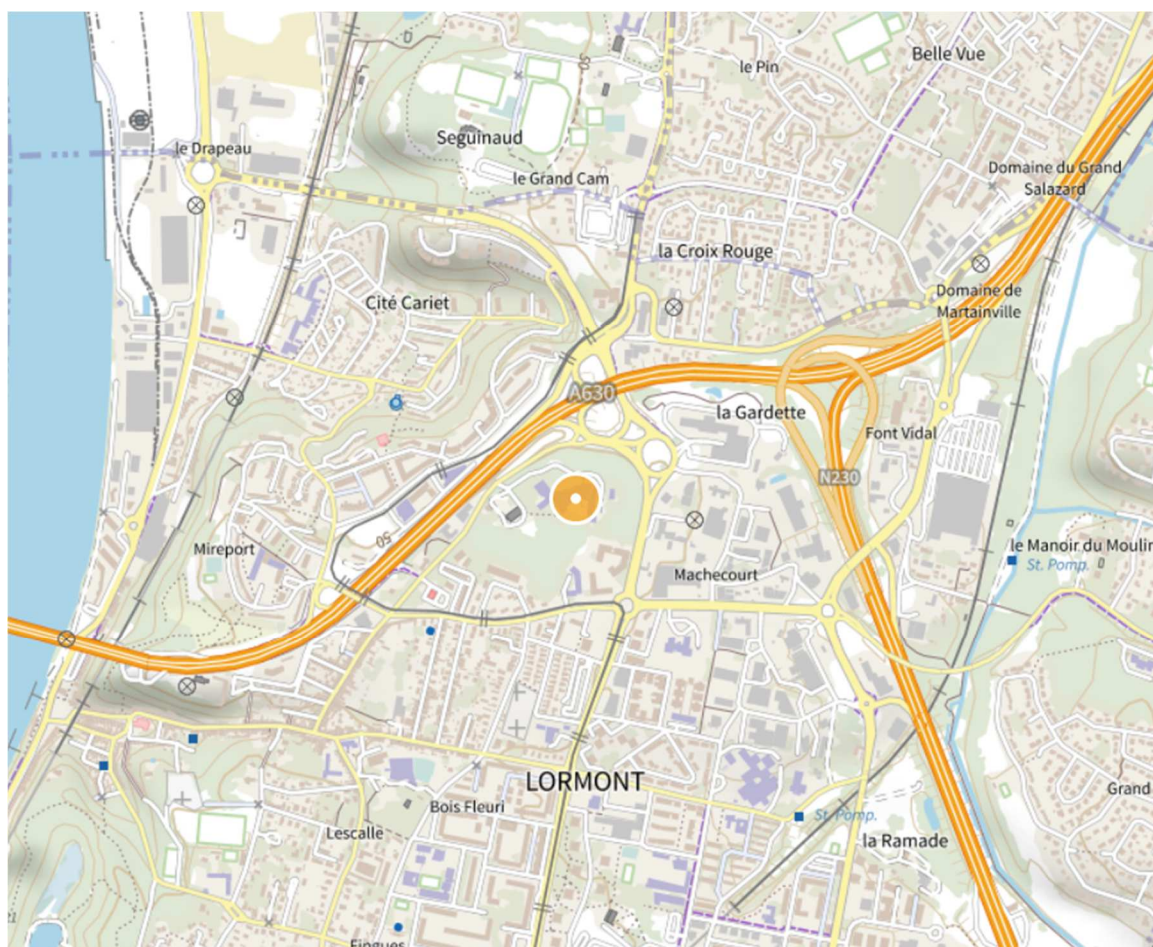 le Pin
Belle Vue
50
Seguinaud
le Drapeau
le Grand Cam
Domaine du Grand
Salazard
la Croix Rouge
Cité Cariet
Domaine de
Martainville
A630
la Gardette
Font Vidal
N230
50
Mireport
le Manoir du Moulin
St. Pomp.
Machecourt
LORMONT
Grand
Bois Fleuri
St. Pomp.
Lescalle
la Ramade